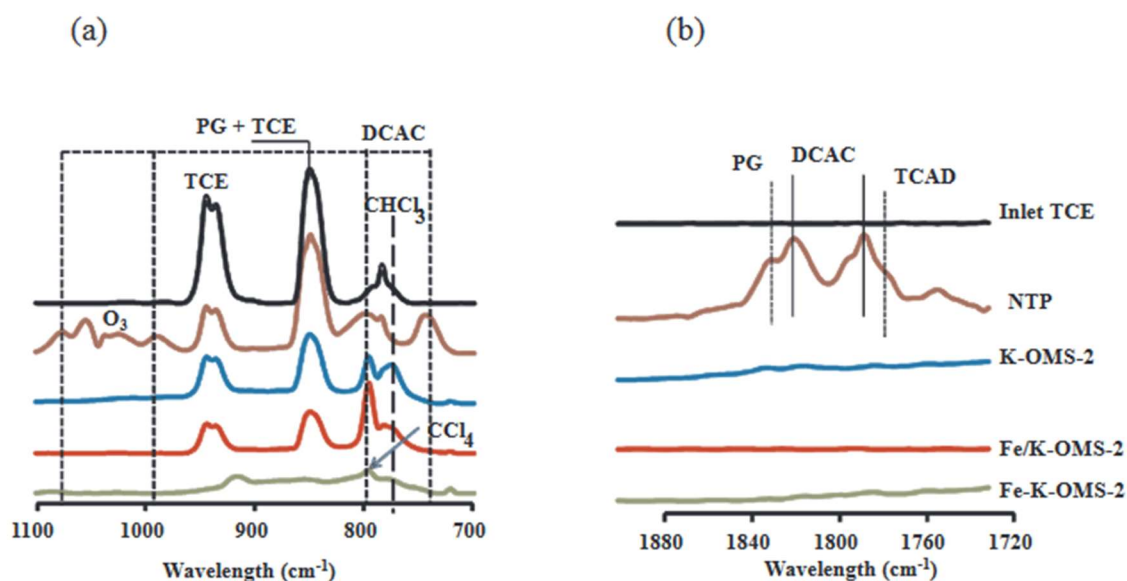 (a)
(b)
PG + TCE
DCAC
TCE
CHCl3
O3
CCl4
1100
1000
900
800
700
Wavelength (cm-1)
PG
DCAC
TCAD
Inlet TCE
NTP
K-OMS-2
Fe/K-OMS-2
Fe-K-OMS-2
1880
1840
1800
1760
1720
Wavelength (cm-1)